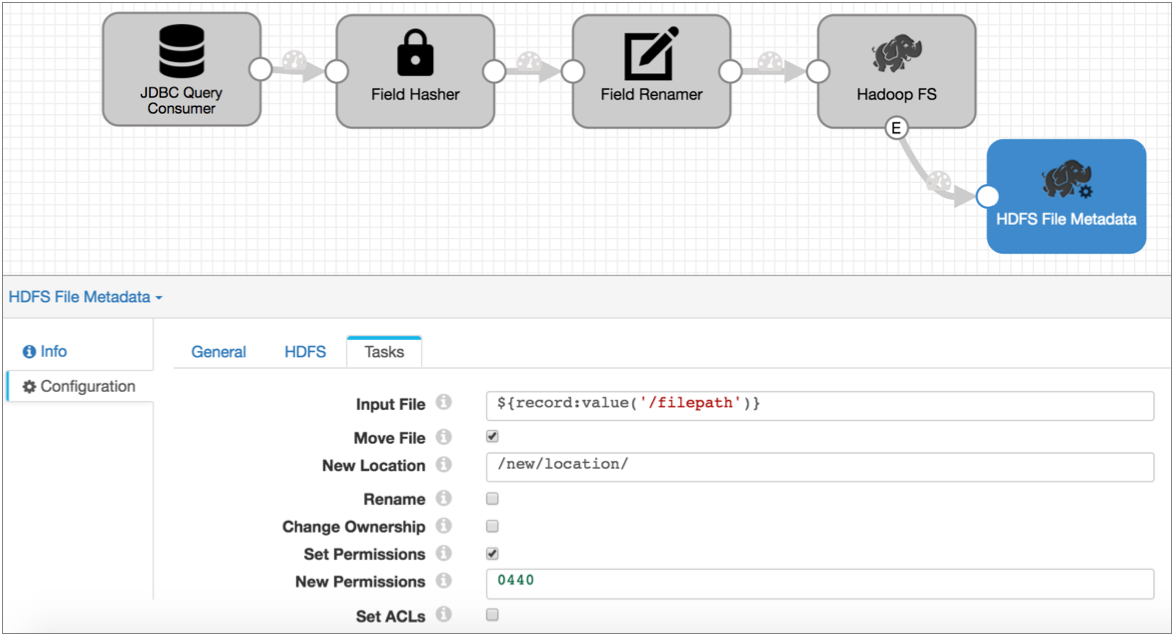 JDBC Query
Consumer
Field Hasher
Field Renamer
Hadoop FS
E
HDFS File Metadata
HDFS File Metadata
Info
Configuration
General HDFS Tasks
Input File ${record:value('/filepath')}
Move File
New Location /new/location/
Rename
Change Ownership
Set Permissions
New Permissions 0440
Set ACLs